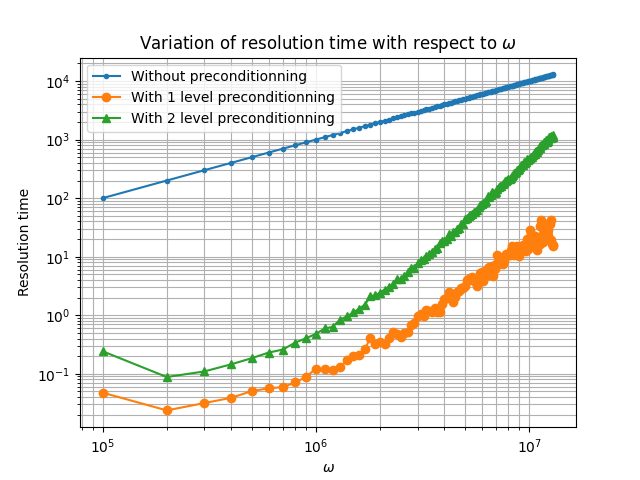 Variation of resolution time with respect to ω
Without preconditionning
With 1 level preconditionning
With 2 level preconditionning
Resolution time
10⁴
10³
10²
10¹
10⁰
10⁻¹
10⁵
10⁶
10⁷
ω